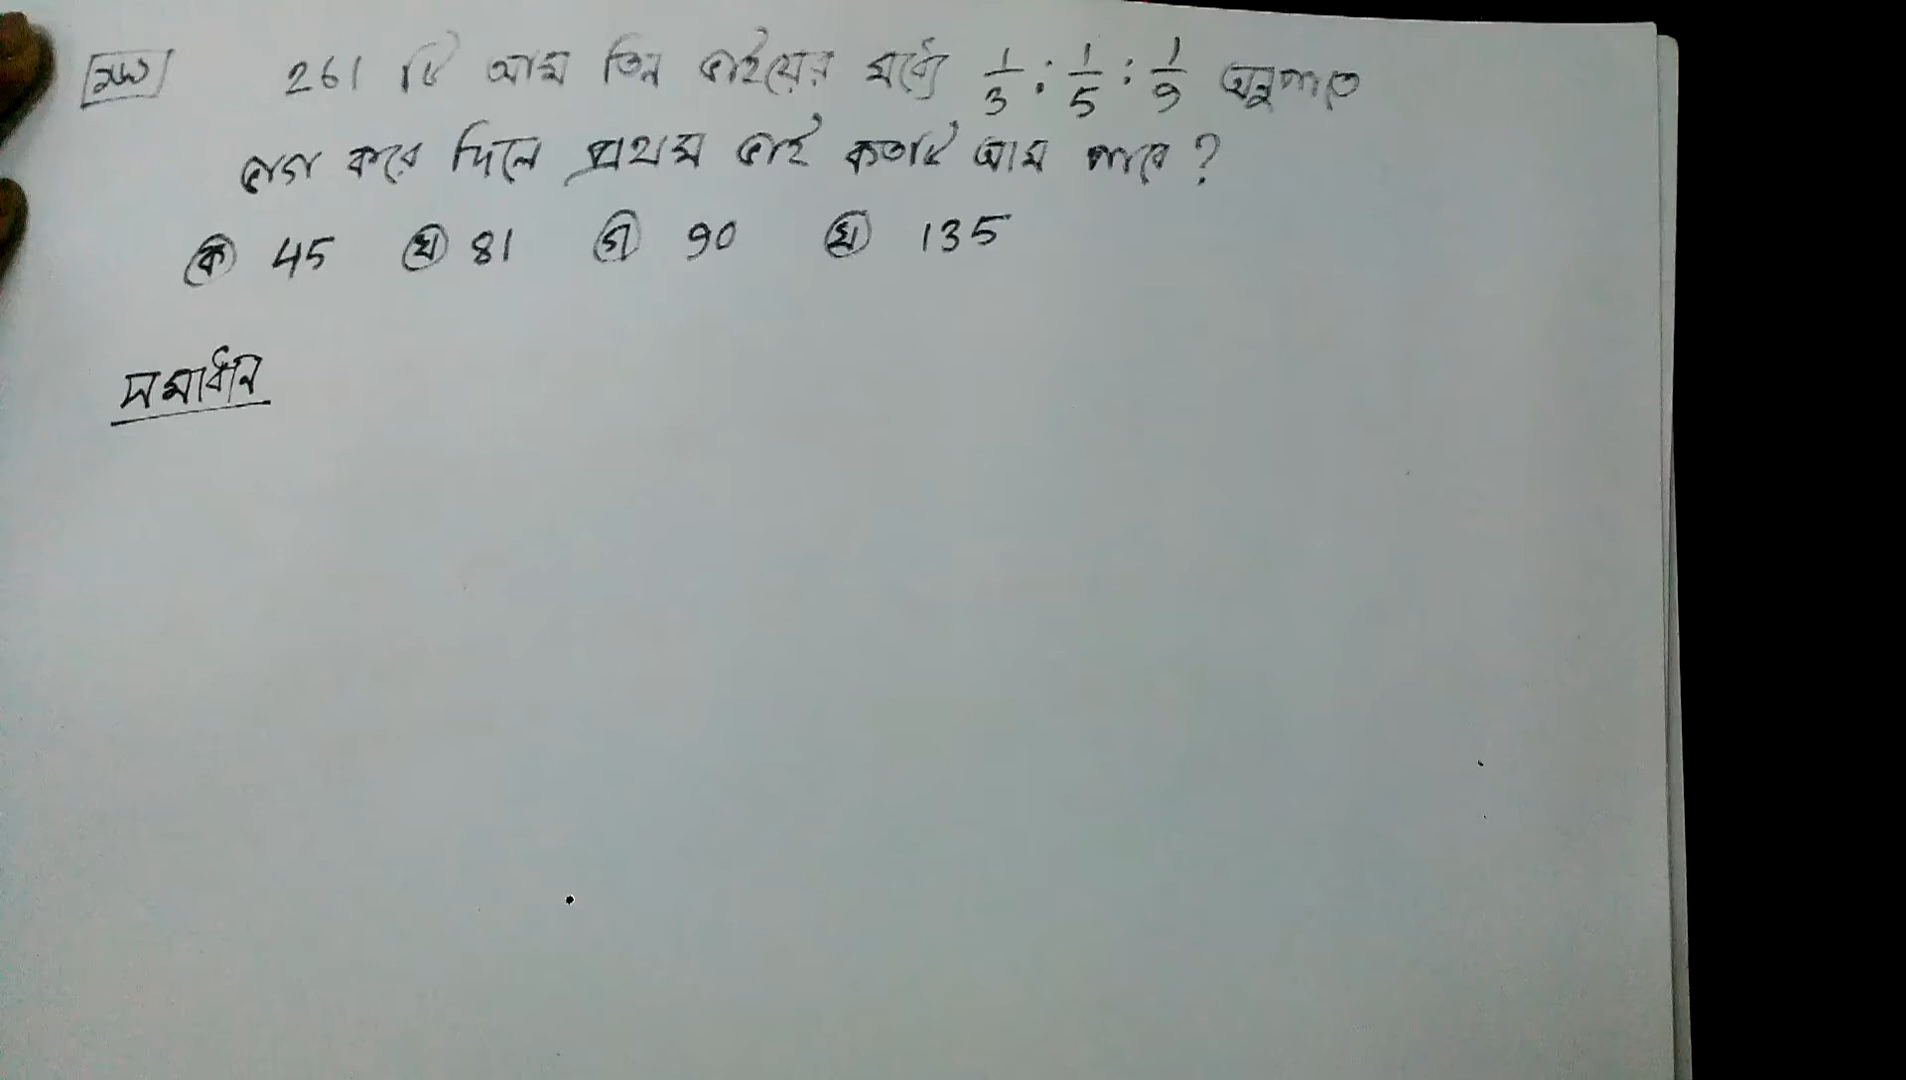 261 টি আম তিন ভাইয়ের মধ্যে 1/3 : 1/5 : 1/9 অনুপাতে
ভাগ করে দিলে প্রথম ভাই কতটি আম পাবে ?
ক 45 খ 81 গ 90 ঘ 135
সমাধান